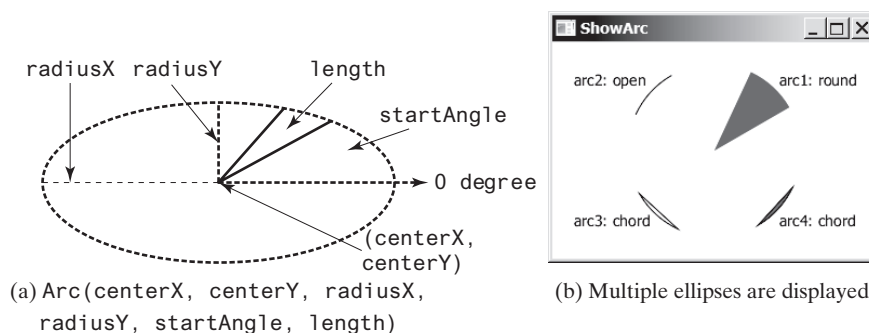 radiusX radiusY length
startAngle
0 degree
(centerX,
centerY)
(a) Arc(centerX, centerY, radiusX,
radiusY, startAngle, length)
ShowArc
arc2: open arc1: round
arc3: chord arc4: chord
(b) Multiple ellipses are displayed